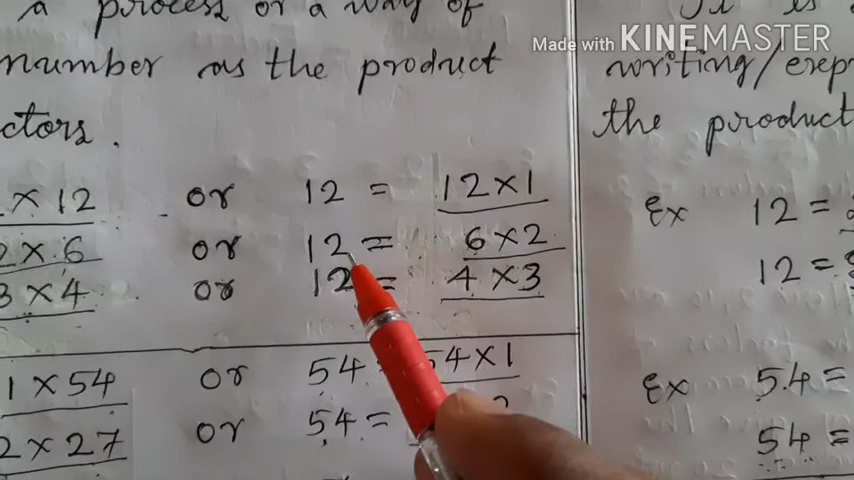 a process or a way of
Made with KINEMASTER
number as the product
writing/
ctors.
the product
× 12 or 12 = 12×1
Ex 12 =
2×6 or 12 = 6×2
12 =
3×4 or 12 = 4×3
1×54 or 54 = 54×1
Ex 54 =
2×27 or 54 =
54 =